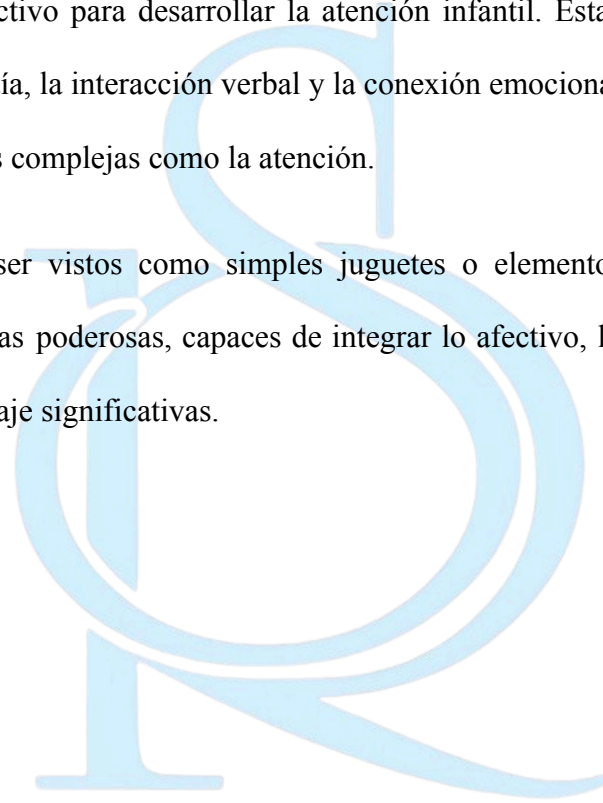 ctivo para desarrollar la atención infantil. Esta
ía, la interacción verbal y la conexión emociona
s complejas como la atención.
ser vistos como simples juguetes o elemento
as poderosas, capaces de integrar lo afectivo, l
aje significativas.